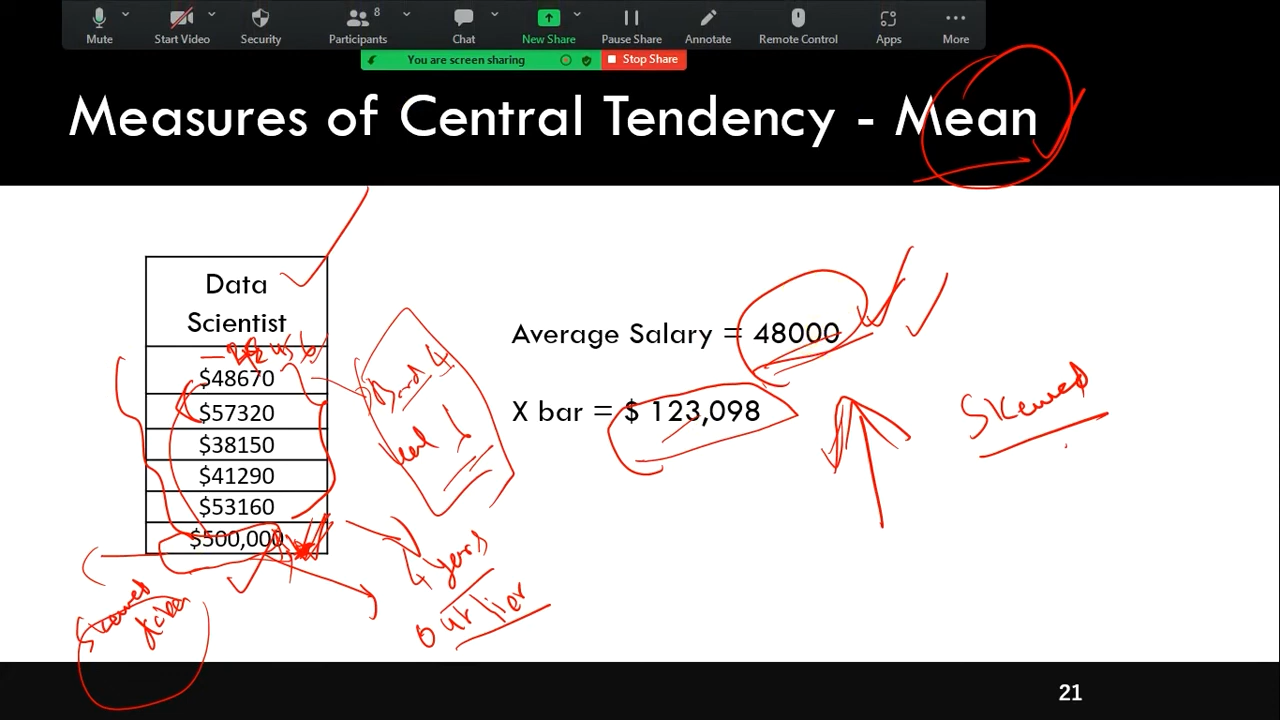 8
Mute Start Video Security Participants Chat New Share Pause Share Annotate Remote Control Apps More
You are screen sharing Stop Share
Measures of Central Tendency - Mean
Data
Scientist
$48670
$57320
$38150
$41290
$53160
$500,000
Average Salary = 48000
X bar = $ 123,098
Skewed
4 years
outlier
Skewed
21